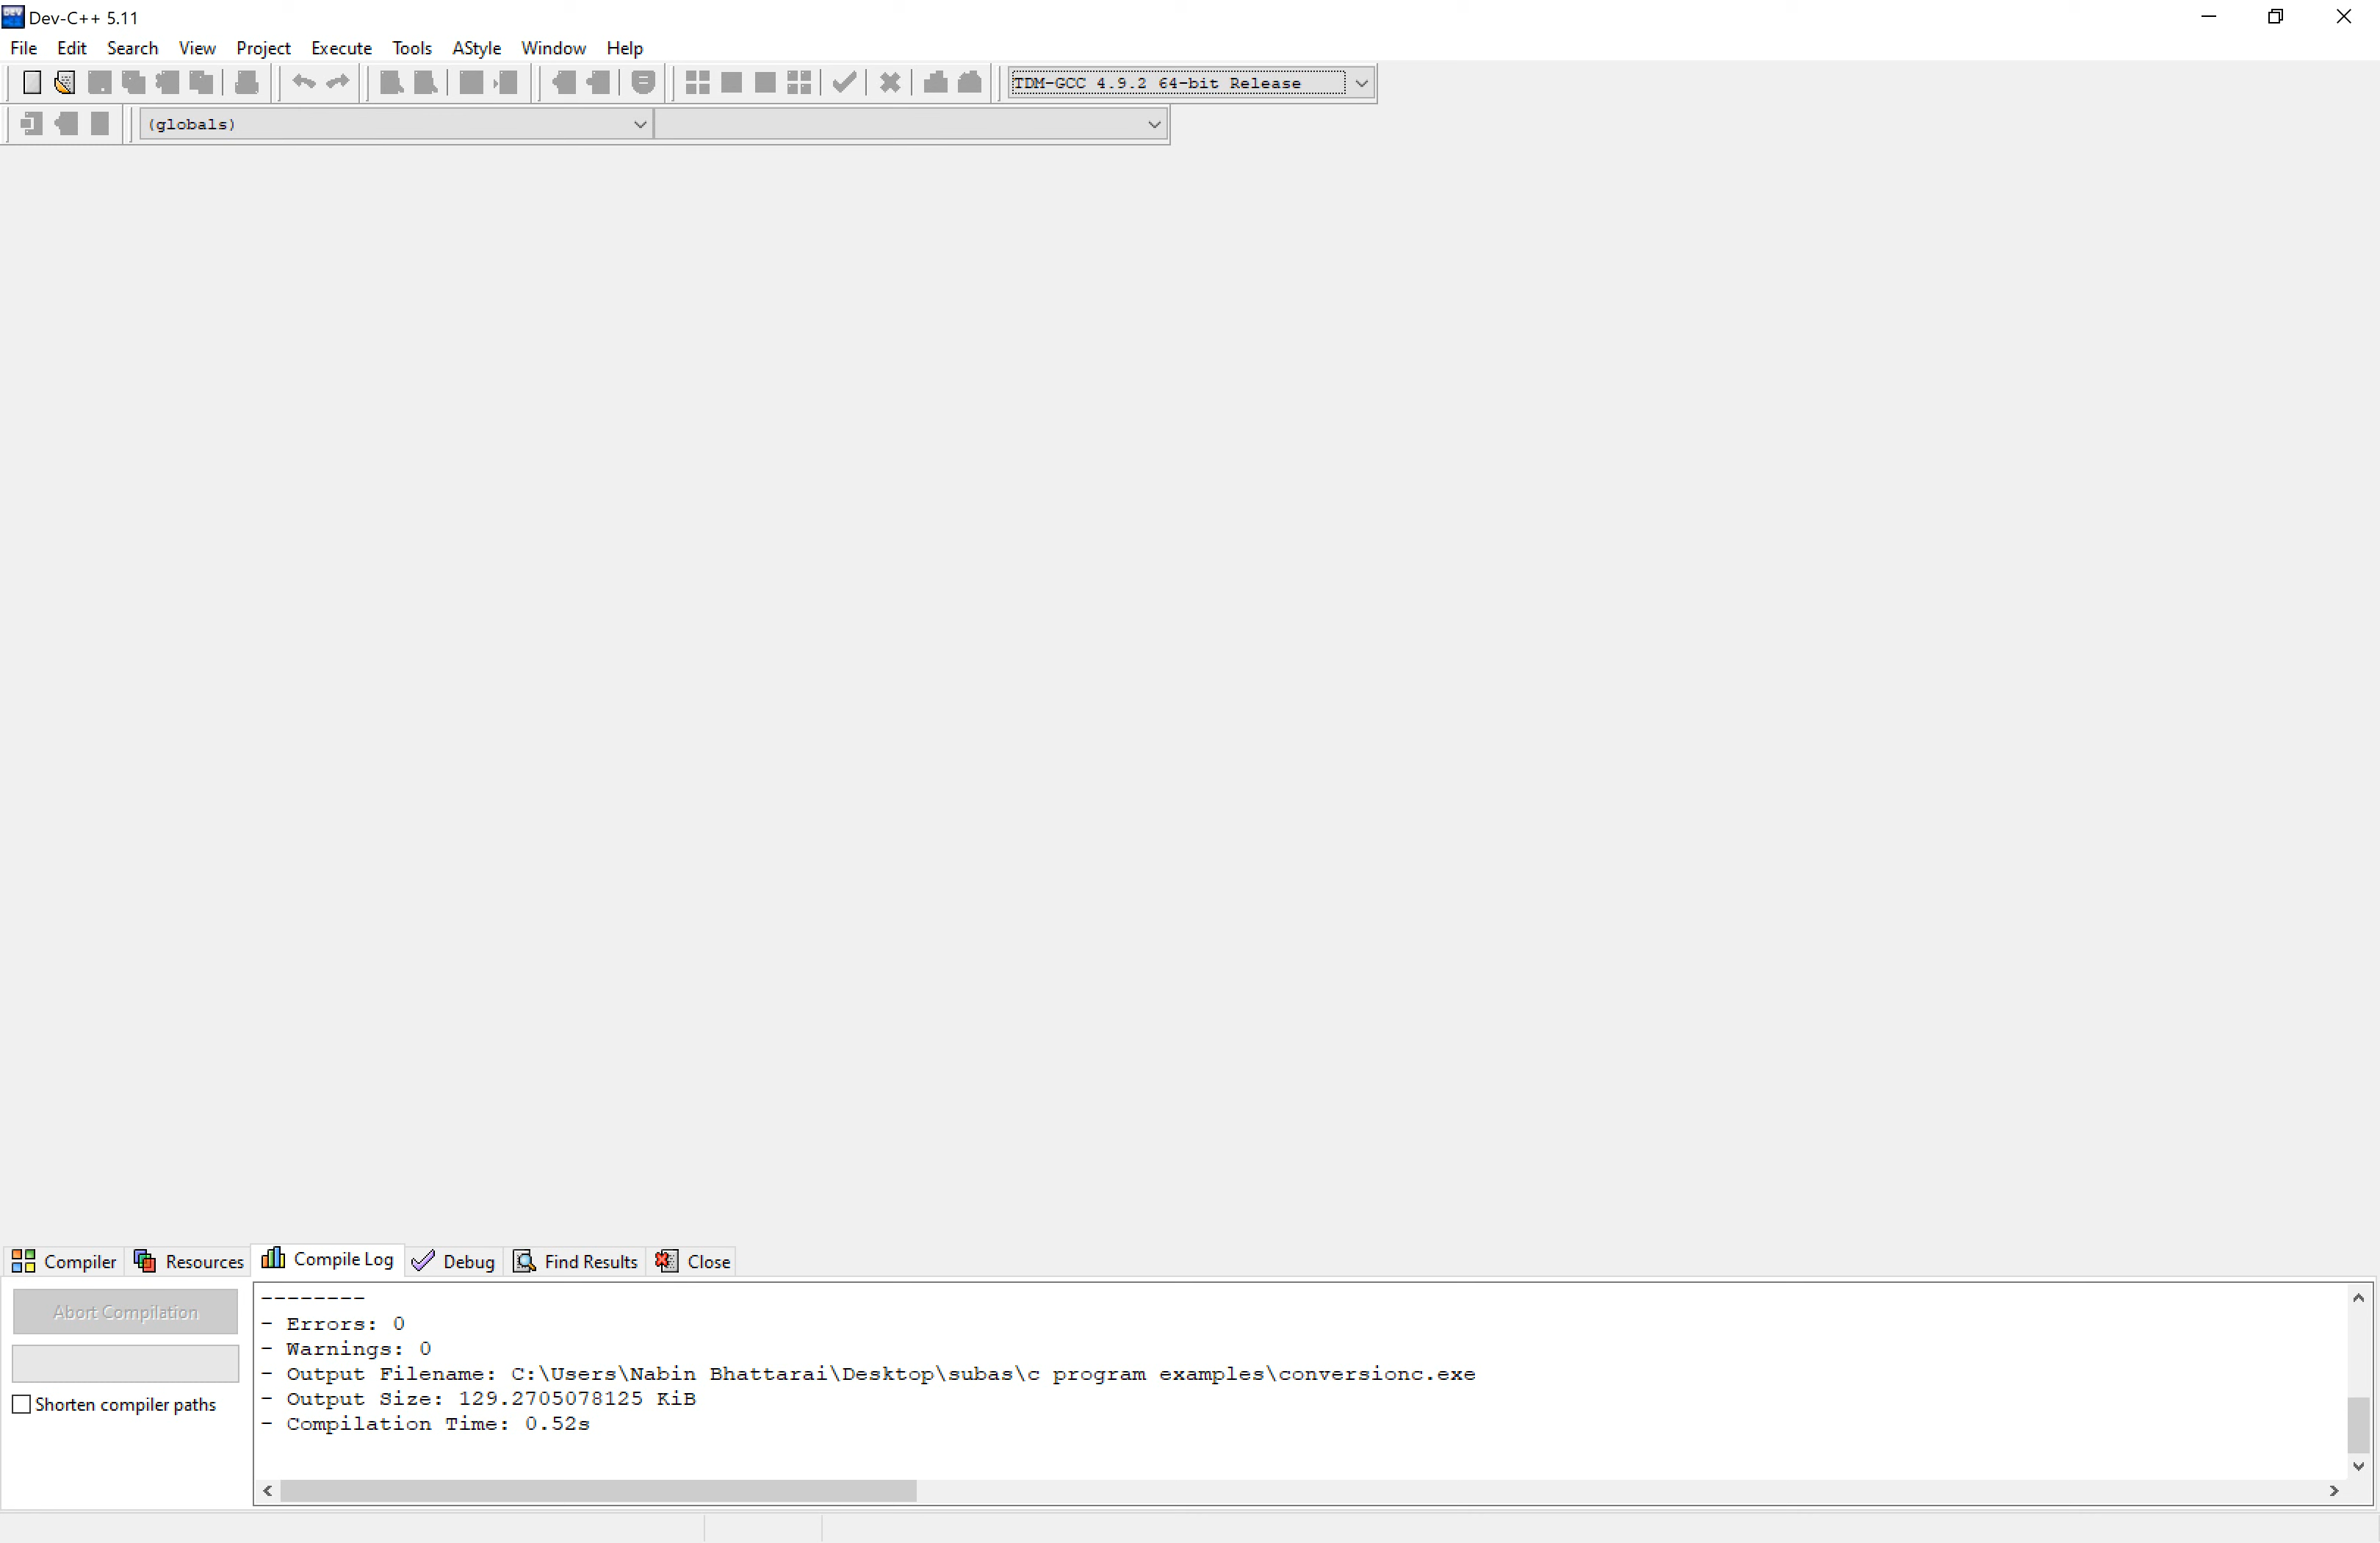 Dev-C++ 5.11
File Edit Search View Project Execute Tools AStyle Window Help
TDM-GCC 4.9.2 64-bit Release
(globals)
Compiler Resources Compile Log Debug Find Results Close
Abort Compilation
Shorten compiler paths
--------
- Errors: 0
- Warnings: 0
- Output Filename: C:\Users\Nabin Bhattarai\Desktop\subas\c program examples\conversionc.exe
- Output Size: 129.2705078125 KiB
- Compilation Time: 0.52s